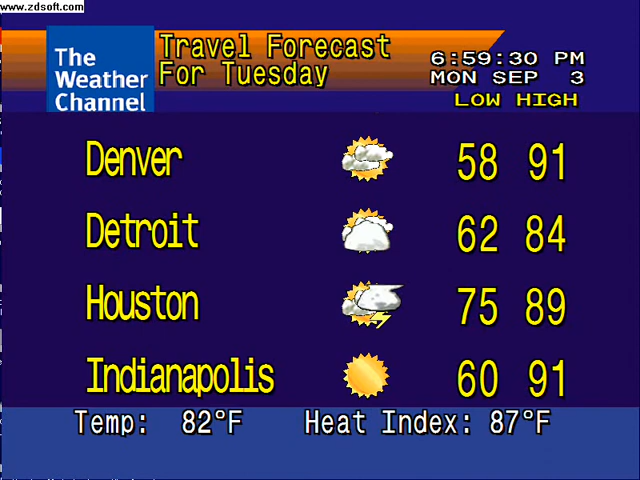 www.zdsoft.com
The
Weather
Channel
Travel Forecast
For Tuesday
6:59:30 PM
MON SEP 3
LOW HIGH
Denver 58 91
Detroit 62 84
Houston 75 89
Indianapolis 60 91
Temp: 82°F Heat Index: 87°F